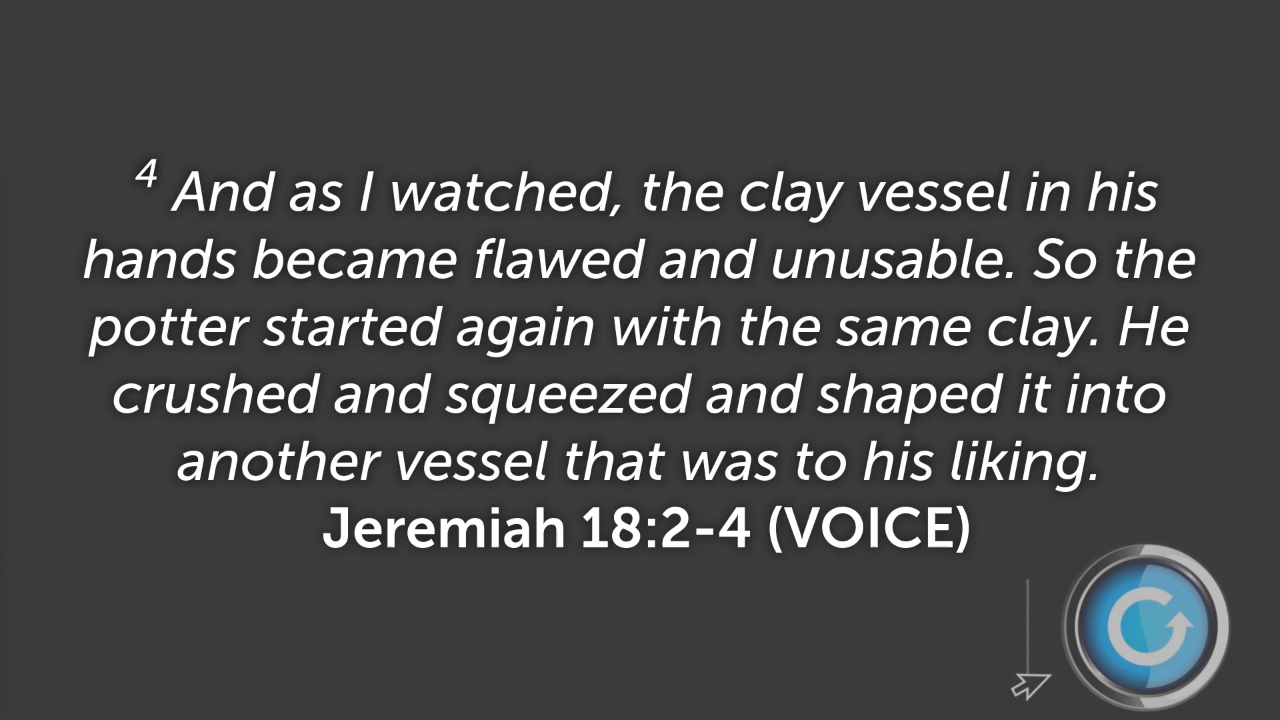 4 And as I watched, the clay vessel in his
hands became flawed and unusable. So the
potter started again with the same clay. He
crushed and squeezed and shaped it into
another vessel that was to his liking.
Jeremiah 18:2-4 (VOICE)